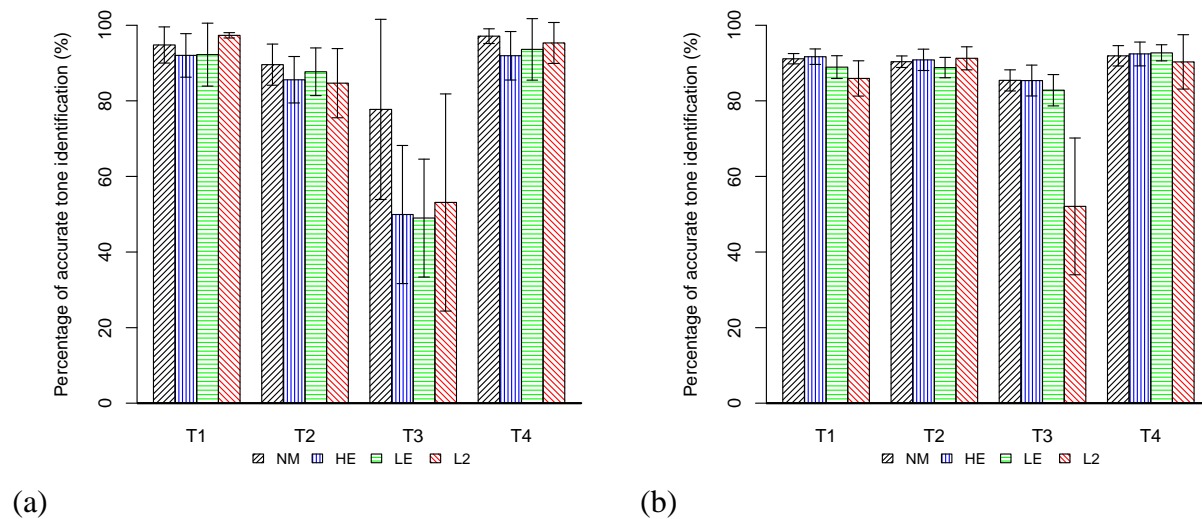 Percentage of accurate tone identification (%)
100
80
60
40
20
0
T1 T2 T3 T4
NM HE LE L2
(a)
Percentage of accurate tone identification (%)
100
80
60
40
20
0
T1 T2 T3 T4
NM HE LE L2
(b)